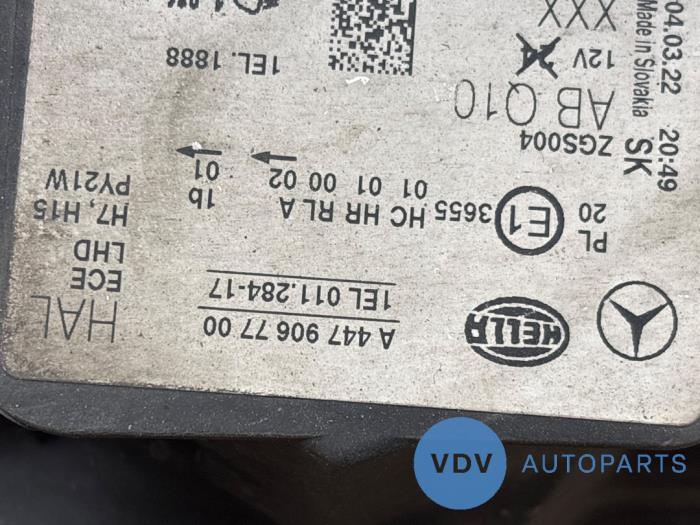 HELLA
A 447 906 77 00
1EL 011.284-17
HAL
ECE
LHD
H7, H15
PY21W
PL
20
E1
3655
HC HR RL A
01 01 00 02
1b
01
ZGS004
AB Q10
12V
XXX
SK
1EL. 1888
04.03.22 20:49
Made in Slovakia
VDV AUTOPARTS